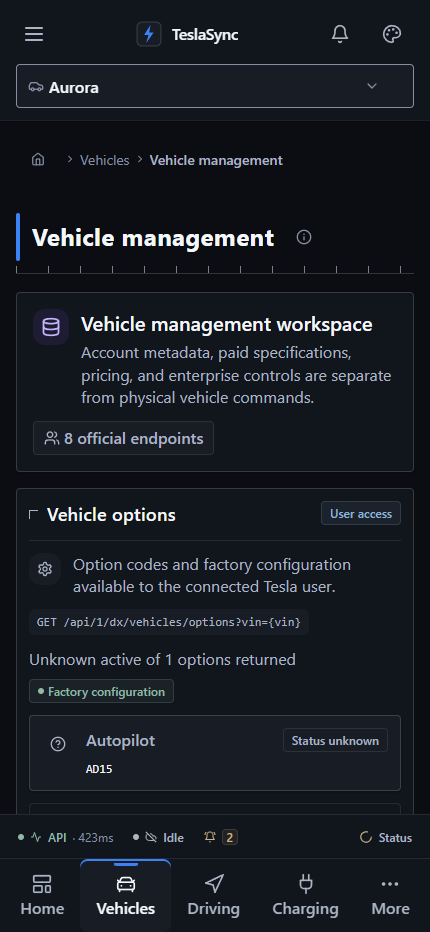 TeslaSync
Aurora
Vehicles
Vehicle management
Vehicle management
Vehicle management workspace
Account metadata, paid specifications,
pricing, and enterprise controls are separate
from physical vehicle commands.
8 official endpoints
Vehicle options
User access
Option codes and factory configuration
available to the connected Tesla user.
GET /api/1/dx/vehicles/options?vin={vin}
Unknown active of 1 options returned
Factory configuration
Autopilot
Status unknown
AD15
API · 423ms
Idle
2
Status
Home
Vehicles
Driving
Charging
More